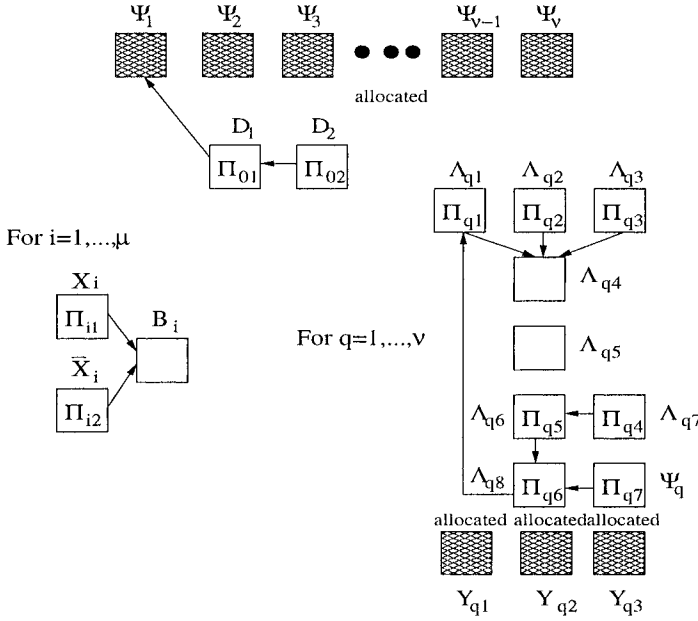 Ψ₁ Ψ₂ Ψ₃ Ψᵥ₋₁ Ψᵥ
allocated
D₁ D₂
Π₀₁ Π₀₂
Λq1 Λq2 Λq3
Πq1 Πq2 Πq3
For i=1,...,μ
Xi
Πi1
Bi
Λq4
For q=1,...,ν
Λq5
X̄i
Πi2
Λq6 Πq5 Πq4 Λq7
Λq8 Πq6 Πq7 Ψq
allocated allocated allocated
Yq1 Yq2 Yq3